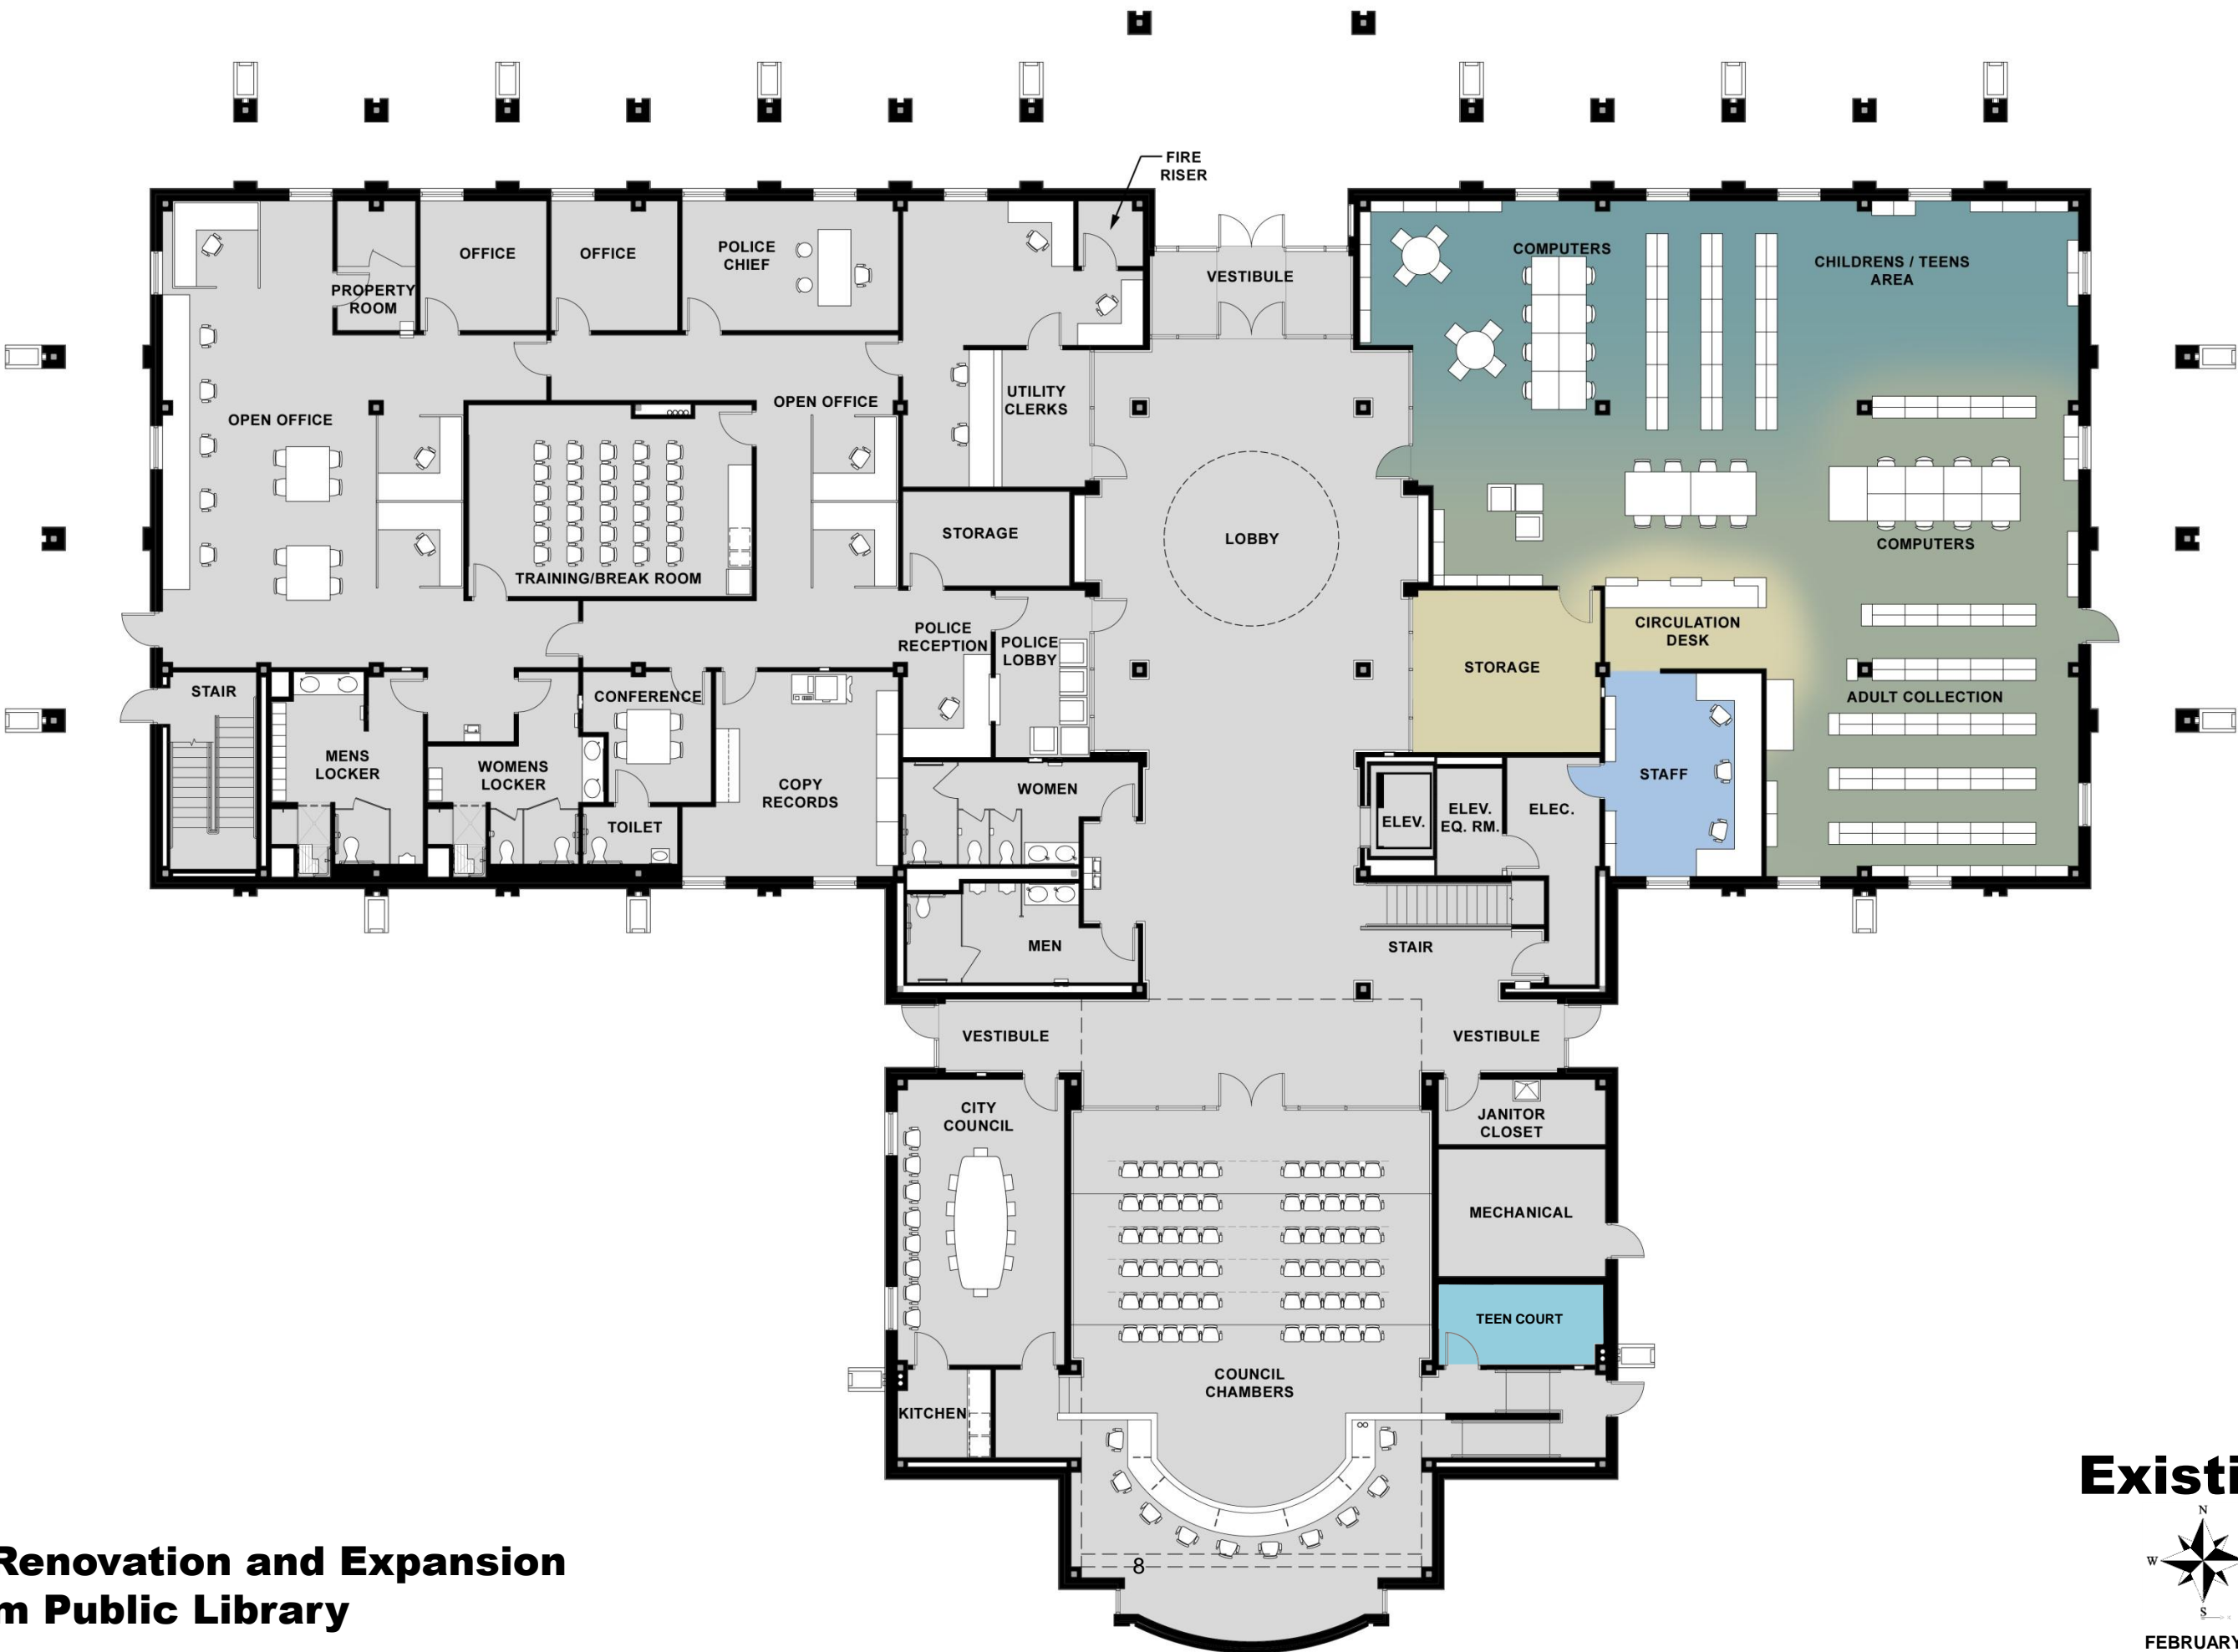 FIRE
RISER
OFFICE
OFFICE
POLICE
CHIEF
PROPERTY
ROOM
VESTIBULE
COMPUTERS
CHILDRENS / TEENS
AREA
OPEN OFFICE
OPEN OFFICE
UTILITY
CLERKS
STORAGE
LOBBY
COMPUTERS
TRAINING/BREAK ROOM
POLICE
RECEPTION
POLICE
LOBBY
CIRCULATION
DESK
STORAGE
STAIR
CONFERENCE
ADULT COLLECTION
MENS
LOCKER
WOMENS
LOCKER
COPY
RECORDS
WOMEN
STAFF
TOILET
ELEV.
ELEV.
EQ. RM.
ELEC.
MEN
STAIR
VESTIBULE
VESTIBULE
CITY
COUNCIL
JANITOR
CLOSET
MECHANICAL
TEEN COURT
COUNCIL
CHAMBERS
KITCHEN
8
Renovation and Expansion
m Public Library
Existi
N
W
S
FEBRUARY